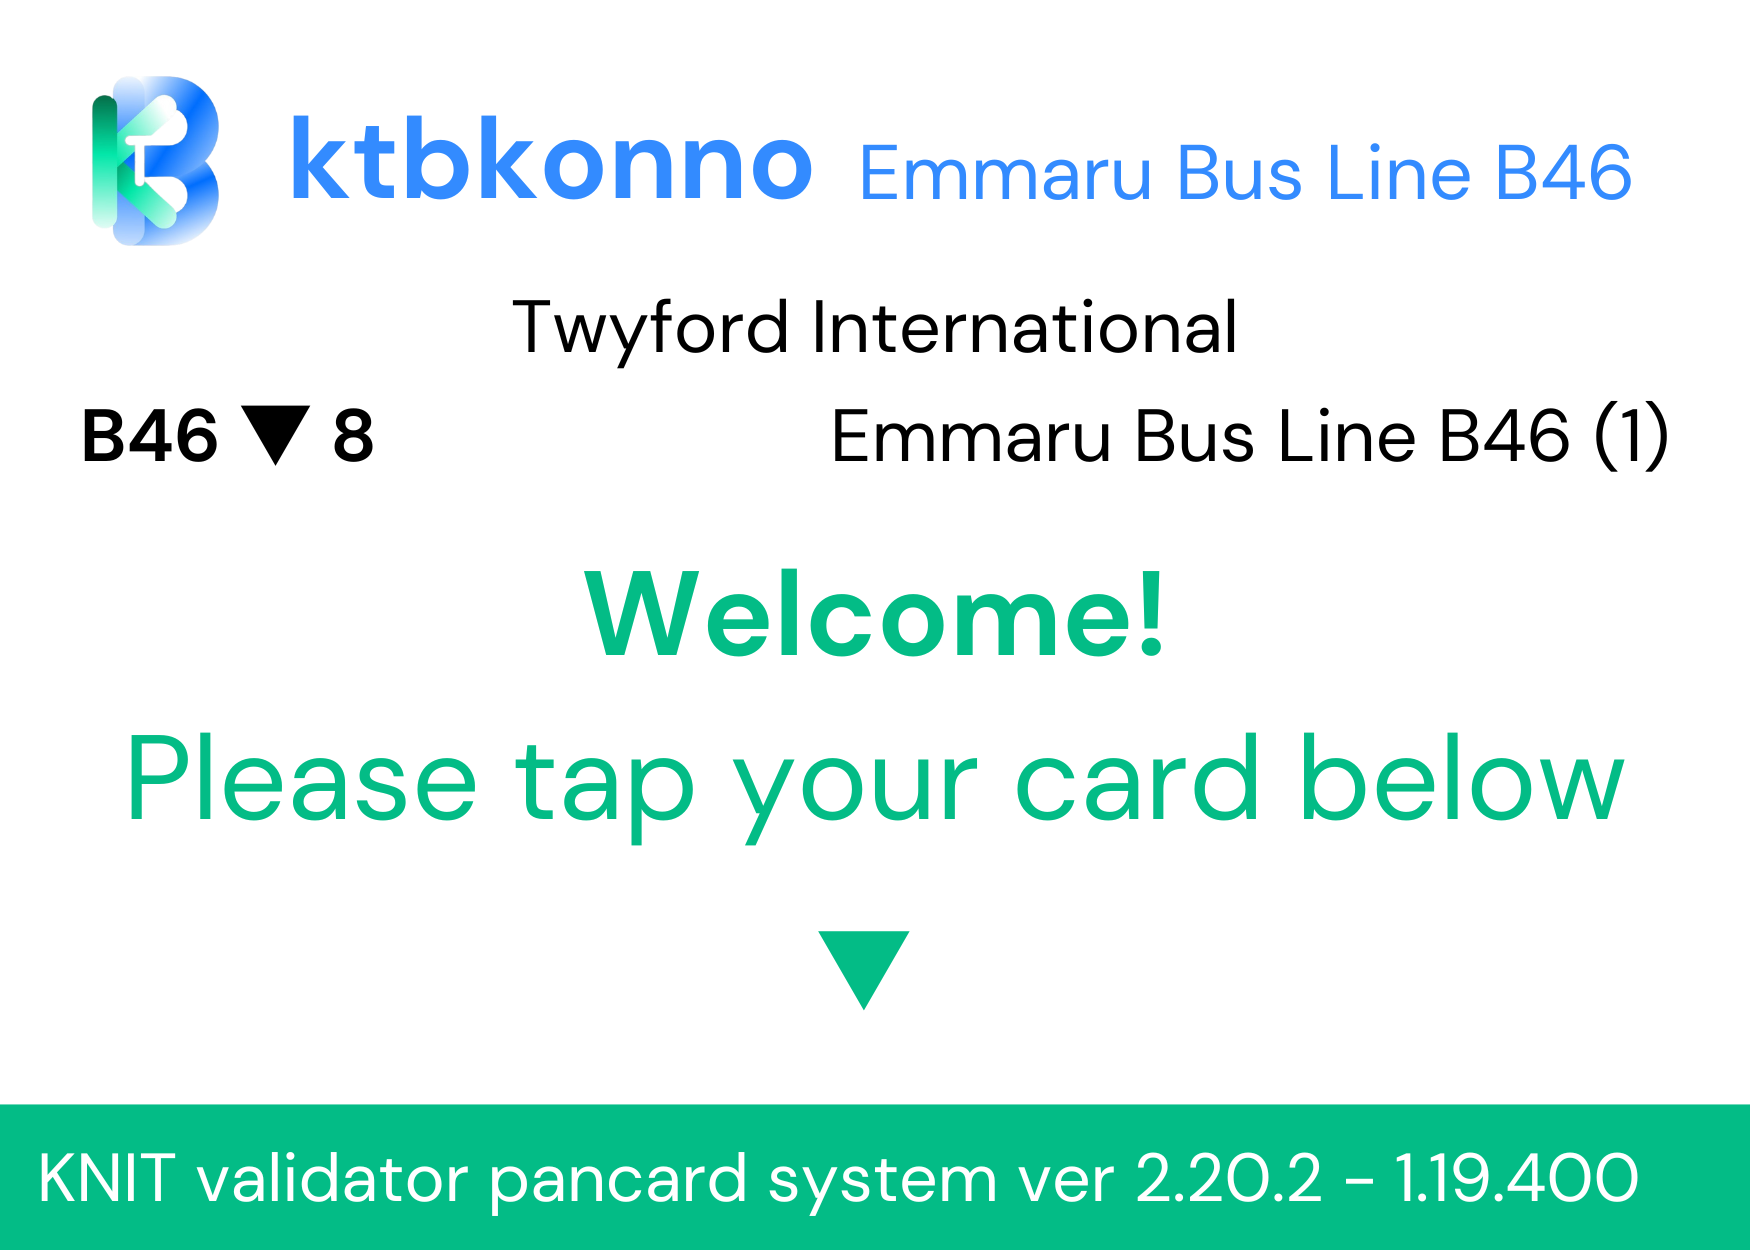 ktbkonno Emmaru Bus Line B46
Twyford International
B46 ▼ 8 Emmaru Bus Line B46 (1)
Welcome!
Please tap your card below
▼
KNIT validator pancard system ver 2.20.2 - 1.19.400